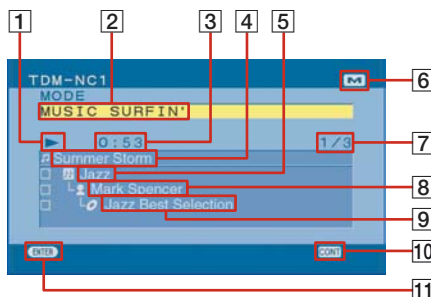 1 2 3 4 5
TDM-NC1
M 6
MODE
MUSIC SURFIN'
0:53 1/3 7
Summer Storm
Jazz
Mark Spencer 8
Jazz Best Selection
9
ENTER CONT 10
11